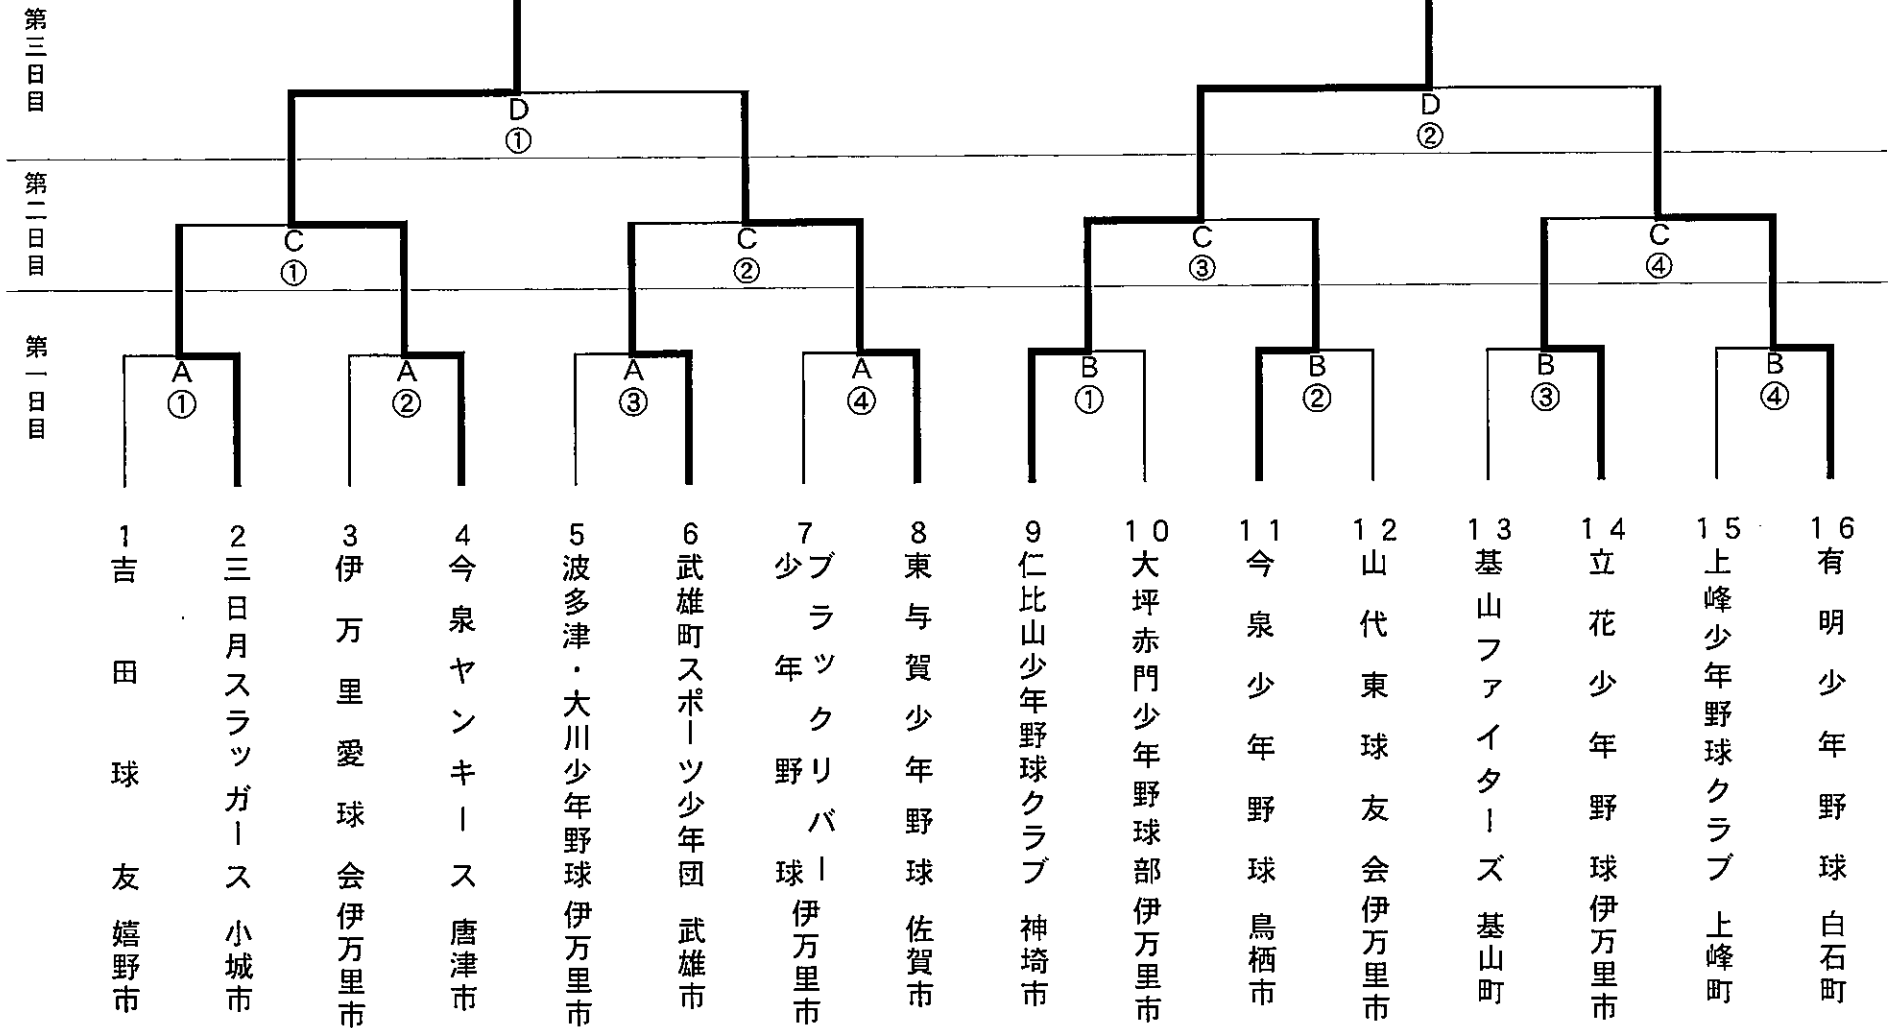 第三日目
D
①
D
②
第二日目
C
①
C
②
C
③
C
④
第一日目
A
①
A
②
A
③
A
④
B
①
B
②
B
③
B
④
1
吉田球友
嬉野市
2
三日月スラッガース
小城市
3
伊万里愛球会
伊万里市
4
今泉ヤンキース
唐津市
5
波多津・大川少年野球
伊万里市
6
武雄町スポーツ少年団
武雄市
7
ブラックリバー
少年野球
伊万里市
8
東与賀少年野球
佐賀市
9
仁比山少年野球クラブ
神埼市
10
大坪赤門少年野球部
伊万里市
11
今泉少年野球
鳥栖市
12
山代東球友会
伊万里市
13
基山ファイターズ
基山町
14
立花少年野球
伊万里市
15
上峰少年野球クラブ
上峰町
16
有明少年野球
白石町